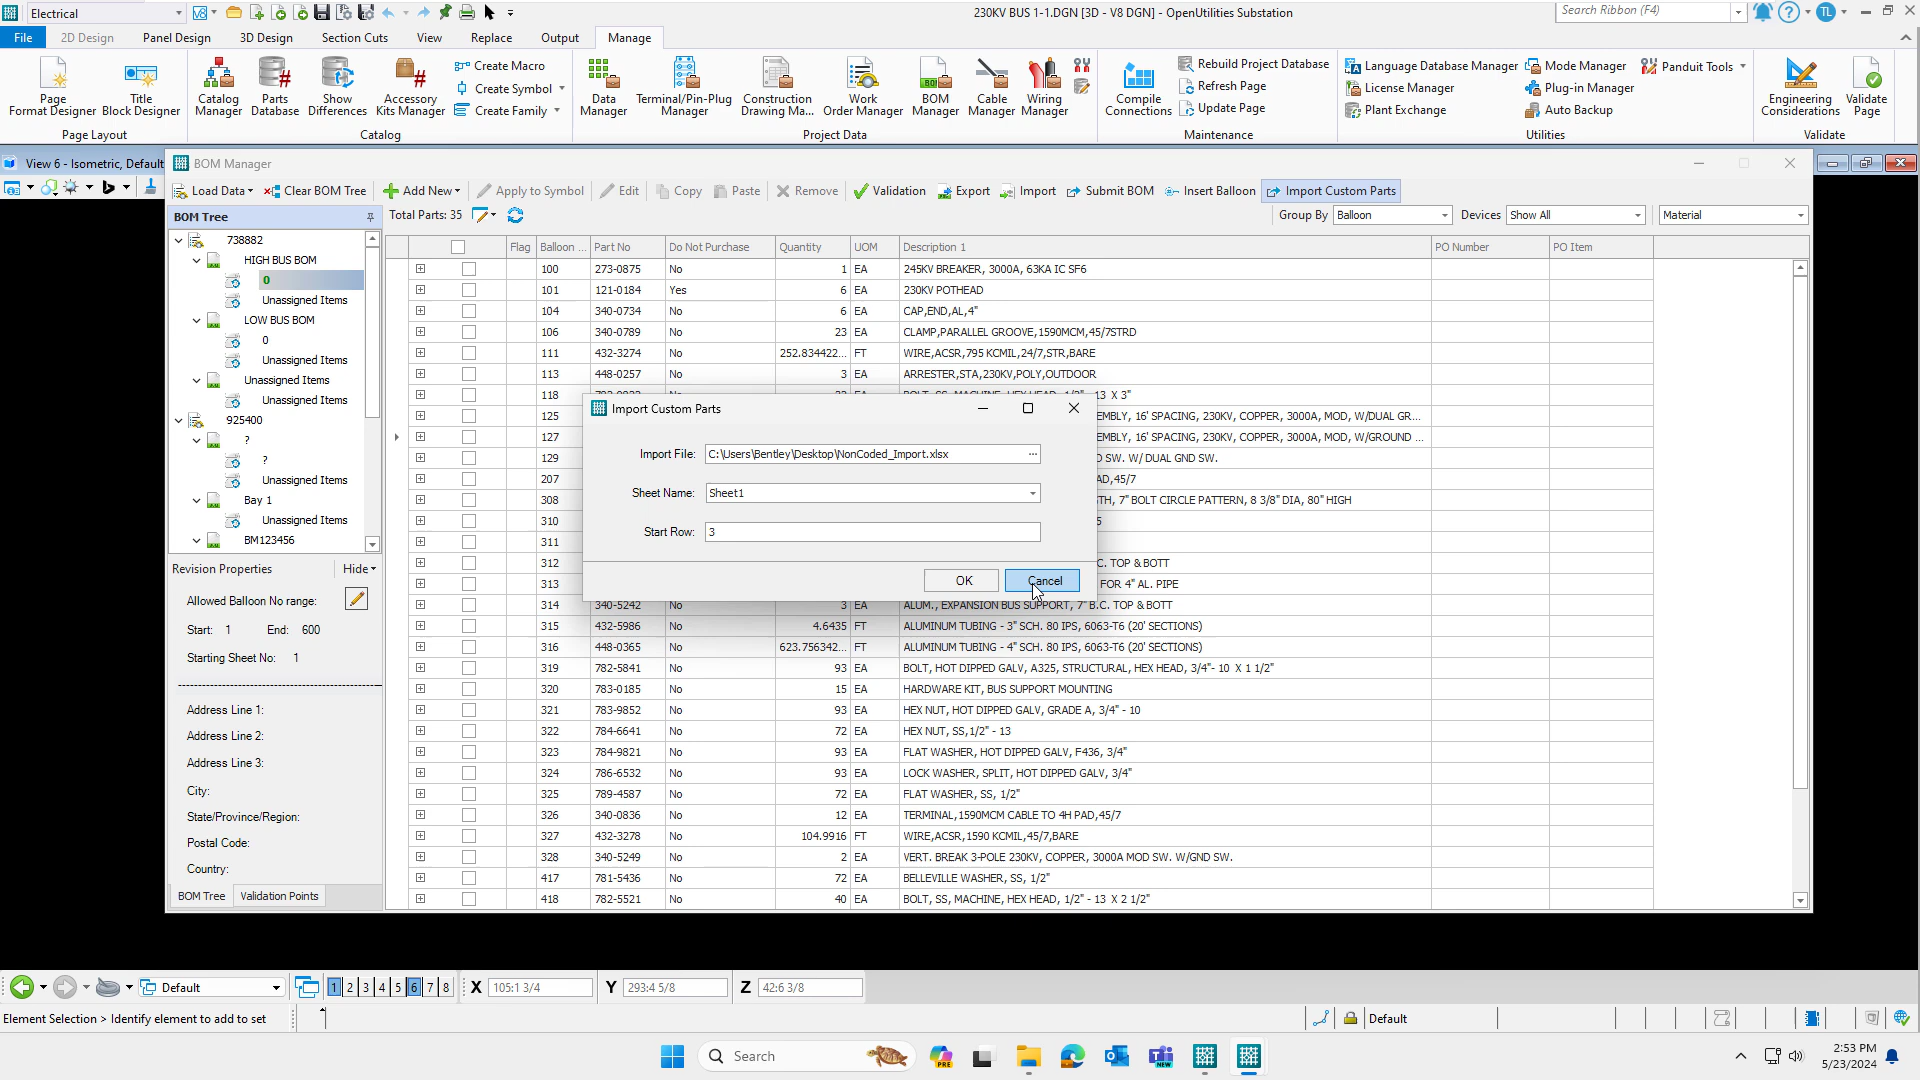 Electrical
230KV BUS 1-1.DGN [3D - V8 DGN] - OpenUtilities Substation
Search Ribbon (F4)
TL
File 2D Design Panel Design 3D Design Section Cuts View Replace Output Manage
Page Format Designer
Title Block Designer
Catalog Manager
Parts Database
Show Differences
Accessory Kits Manager
Create Macro
Create Symbol
Create Family
Data Manager
Terminal/Pin-Plug Manager
Construction Drawing Ma...
Work Order Manager
BOM Manager
Cable Manager
Wiring Manager
Compile Connections
Rebuild Project Database
Refresh Page
Update Page
Language Database Manager
License Manager
Plant Exchange
Mode Manager
Plug-in Manager
Auto Backup
Panduit Tools
Engineering Considerations
Validate Page
Page Layout Catalog Project Data Maintenance Utilities Validate
View 6 - Isometric, Default
BOM Manager
Load Data Clear BOM Tree Add New Apply to Symbol Edit Copy Paste Remove Validation Export Import Submit BOM Insert Balloon Import Custom Parts
BOM Tree
Total Parts: 35
Group By Balloon Devices Show All Material
738882
HIGH BUS BOM
0
Unassigned Items
LOW BUS BOM
0
Unassigned Items
Unassigned Items
Unassigned Items
925400
?
?
Unassigned Items
Bay 1
Unassigned Items
BM123456
Revision Properties Hide
Allowed Balloon No range:
Start: 1 End: 600
Starting Sheet No: 1
Address Line 1:
Address Line 2:
Address Line 3:
City:
State/Province/Region:
Postal Code:
Country:
BOM Tree Validation Points
Flag Balloon ... Part No Do Not Purchase Quantity UOM Description 1 PO Number PO Item
100 273-0875 No 1 EA 245KV BREAKER, 3000A, 63KA IC SF6
101 121-0184 Yes 6 EA 230KV POTHEAD
104 340-0734 No 6 EA CAP,END,AL,4"
106 340-0789 No 23 EA CLAMP,PARALLEL GROOVE,1590MCM,45/7STRD
111 432-3274 No 252.834422... FT WIRE,ACSR,795 KCMIL,24/7,STR,BARE
113 448-0257 No 3 EA ARRESTER,STA,230KV,POLY,OUTDOOR
118 13 X 3"
125 EMBLY, 16' SPACING, 230KV, COPPER, 3000A, MOD, W/DUAL GR...
127 EMBLY, 16' SPACING, 230KV, COPPER, 3000A, MOD, W/GROUND ...
129 D SW. W/ DUAL GND SW.
207 AD,45/7
308 TH, 7" BOLT CIRCLE PATTERN, 8 3/8" DIA, 80" HIGH
310 5
311
312 C. TOP & BOTT
313 FOR 4" AL. PIPE
314 340-5242 No 3 EA ALUM., EXPANSION BUS SUPPORT, 7" B.C. TOP & BOTT
315 432-5986 No 4.6435 FT ALUMINUM TUBING - 3" SCH. 80 IPS, 6063-T6 (20' SECTIONS)
316 448-0365 No 623.756342... FT ALUMINUM TUBING - 4" SCH. 80 IPS, 6063-T6 (20' SECTIONS)
319 782-5841 No 93 EA BOLT, HOT DIPPED GALV, A325, STRUCTURAL, HEX HEAD, 3/4"- 10 X 1 1/2"
320 783-0185 No 15 EA HARDWARE KIT, BUS SUPPORT MOUNTING
321 783-9852 No 93 EA HEX NUT, HOT DIPPED GALV, GRADE A, 3/4" - 10
322 784-6641 No 72 EA HEX NUT, SS,1/2" - 13
323 784-9821 No 93 EA FLAT WASHER, HOT DIPPED GALV, F436, 3/4"
324 786-6532 No 93 EA LOCK WASHER, SPLIT, HOT DIPPED GALV, 3/4"
325 789-4587 No 72 EA FLAT WASHER, SS, 1/2"
326 340-0836 No 12 EA TERMINAL,1590MCM CABLE TO 4H PAD,45/7
327 432-3278 No 104.9916 FT WIRE,ACSR,1590 KCMIL,45/7,BARE
328 340-5249 No 2 EA VERT. BREAK 3-POLE 230KV, COPPER, 3000A MOD SW. W/GND SW.
417 781-5436 No 72 EA BELLEVILLE WASHER, SS, 1/2"
418 782-5521 No 40 EA BOLT, SS, MACHINE, HEX HEAD, 1/2" - 13 X 2 1/2"
Import Custom Parts
Import File: C:\Users\Bentley\Desktop\NonCoded_Import.xlsx ...
Sheet Name: Sheet1
Start Row: 3
OK Cancel
Default 1 2 3 4 5 6 7 8 X 105:1 3/4 Y 293:4 5/8 Z 42:6 3/8
Element Selection > Identify element to add to set
Default
Search
PRE
NEW
2:53 PM
5/23/2024